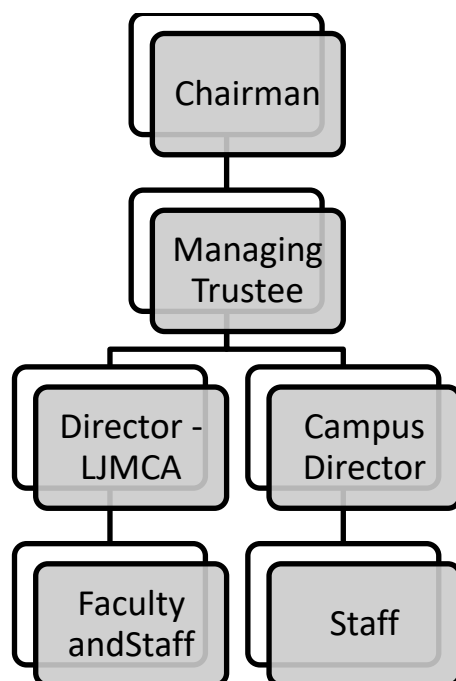 Chairman
Managing
Trustee
Director -
LJMCA
Campus
Director
Faculty
andStaff
Staff